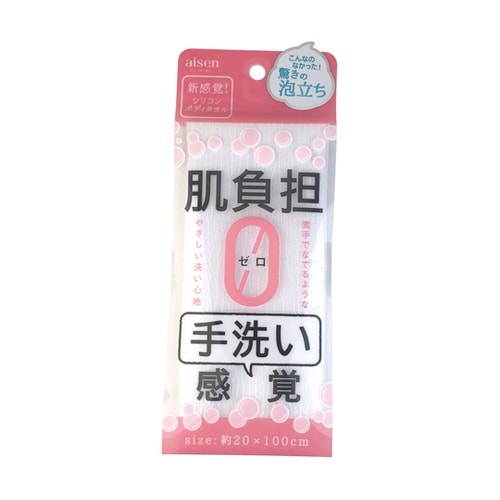 aisen
新感覚!
シリコン
ボディタオル
こんなの
なかった!
驚きの
泡立ち
肌負担
0
ゼロ
素手でなでるような
やさしい洗い心地
手洗い
感覚
size:約20×100cm